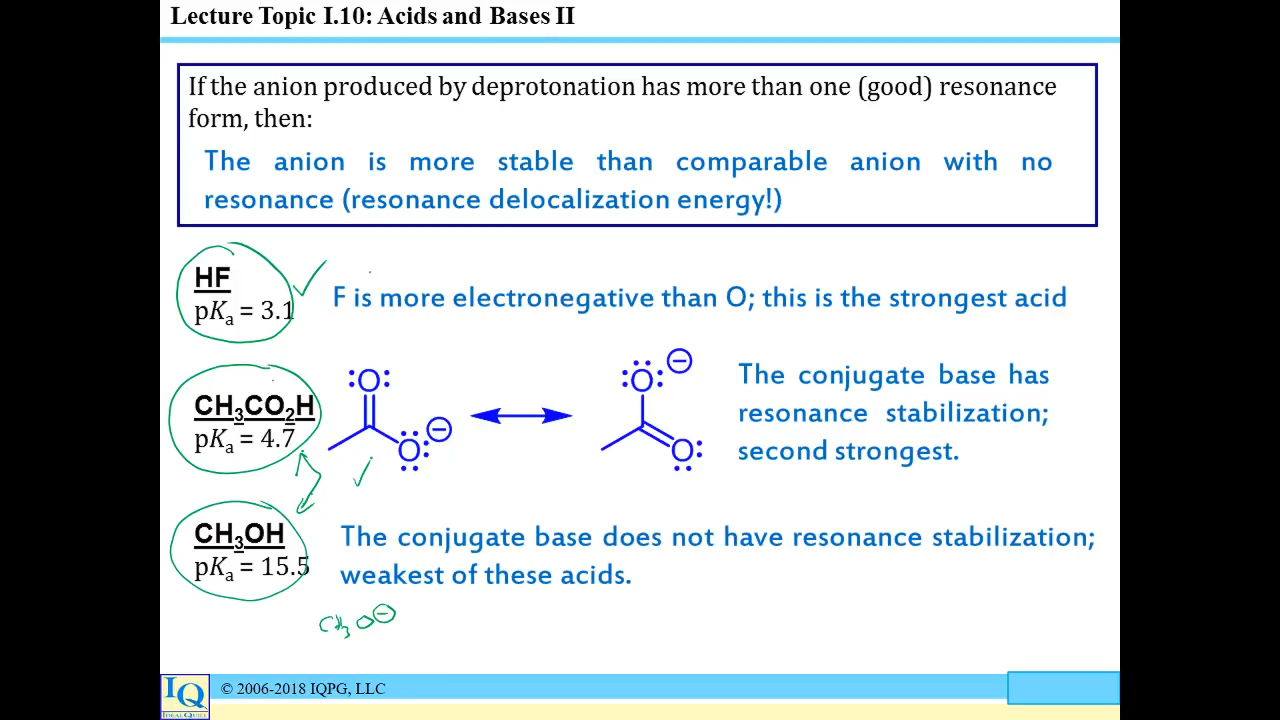 Lecture Topic I.10: Acids and Bases II
If the anion produced by deprotonation has more than one (good) resonance
form, then:
The anion is more stable than comparable anion with no
resonance (resonance delocalization energy!)
HF
pKa = 3.1
F is more electronegative than O; this is the strongest acid
CH3CO2H
pKa = 4.7
:O:
O:
⊖
:O:
⊖
O:
The conjugate base has
resonance stabilization;
second strongest.
CH3OH
pKa = 15.5
The conjugate base does not have resonance stabilization;
weakest of these acids.
CH3O⊖
IQ
IDEAL QUILL
© 2006-2018 IQPG, LLC